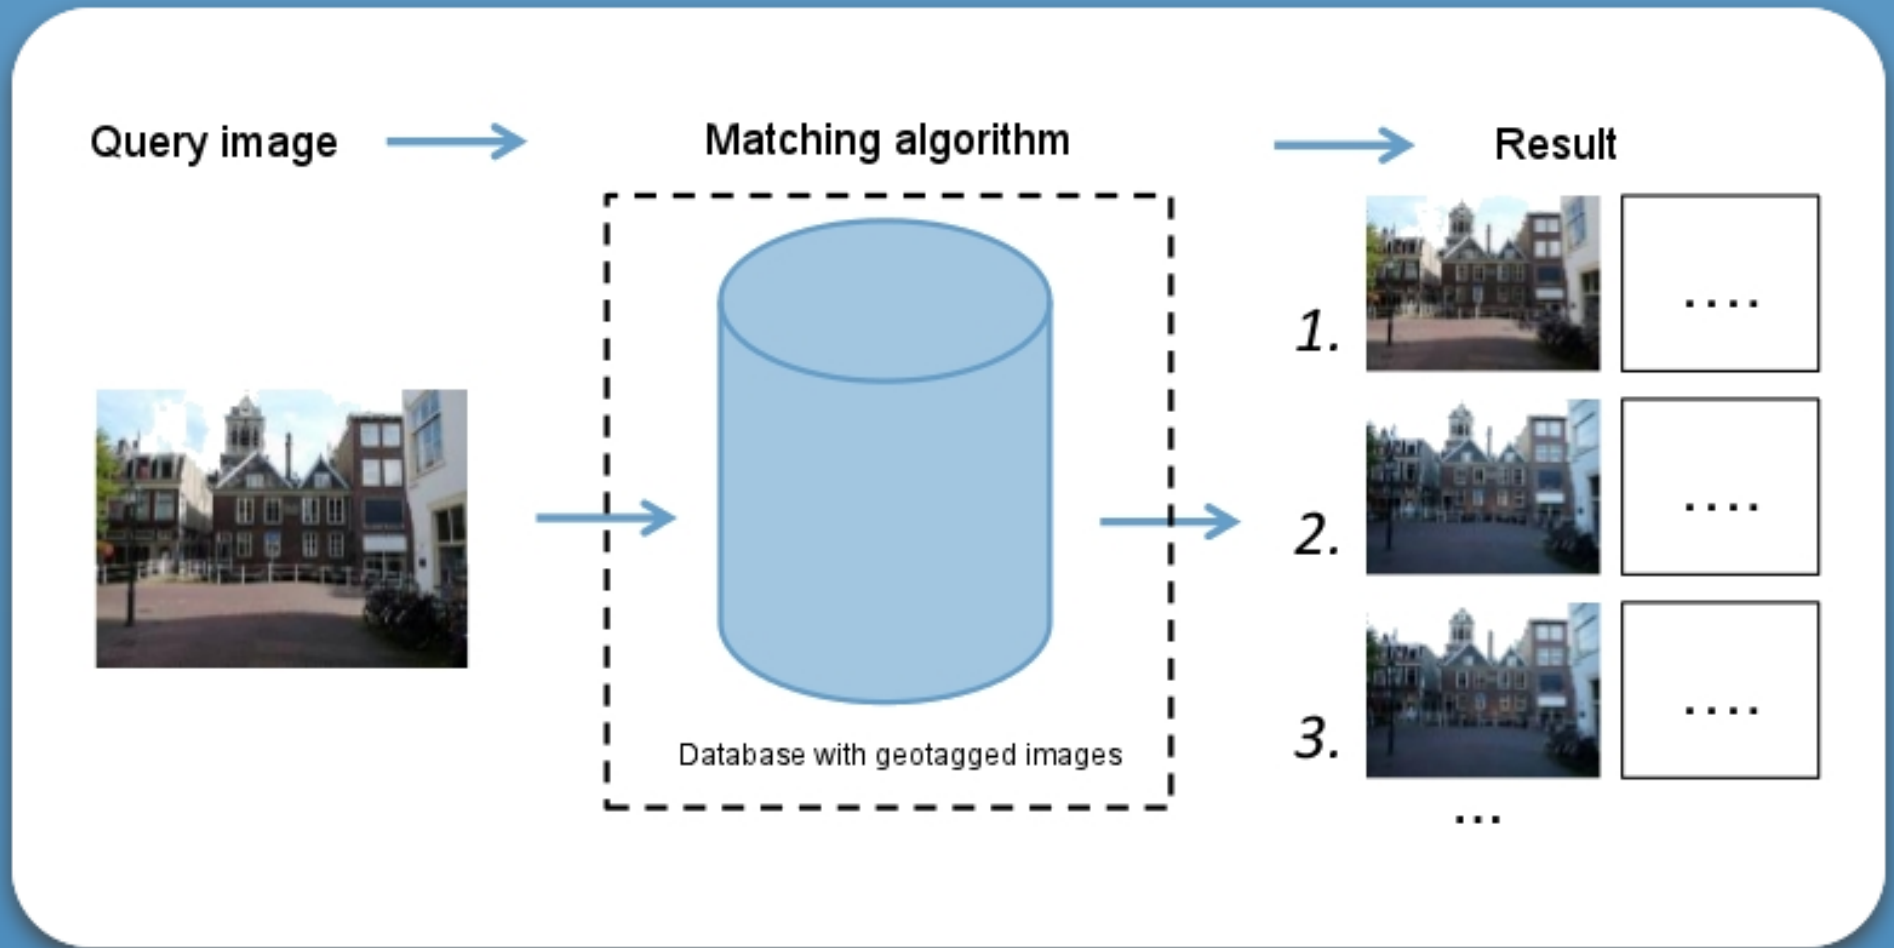 Query image
Matching algorithm
Result
1.
....
2.
....
3.
....
...
Database with geotagged images